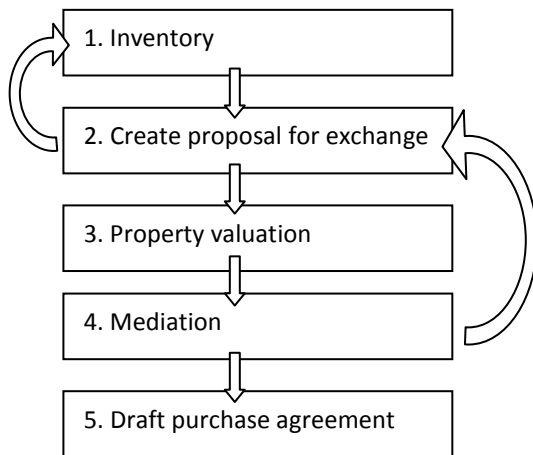 1. Inventory
2. Create proposal for exchange
3. Property valuation
4. Mediation
5. Draft purchase agreement